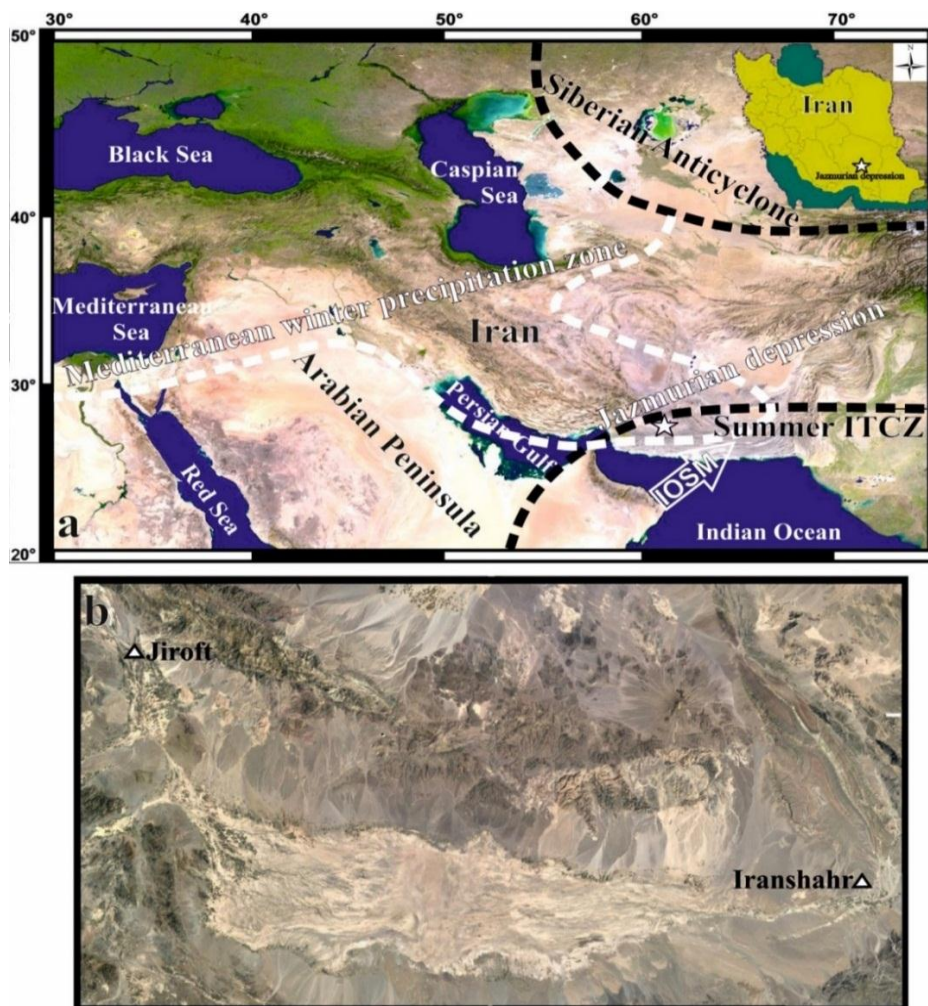 30°
40°
50°
60°
70°
50°
N
Iran
Jazmurian depression
Siberian Anticyclone
Black Sea
Caspian
Sea
40°
Mediterranean
Sea
Mediterranean winter precipitation zone
Iran
Jazmurian depression
30°
Arabian Peninsula
Persian Gulf
Summer ITCZ
Red Sea
IOSM
Indian Ocean
a
20°
b
Jiroft
Iranshahr